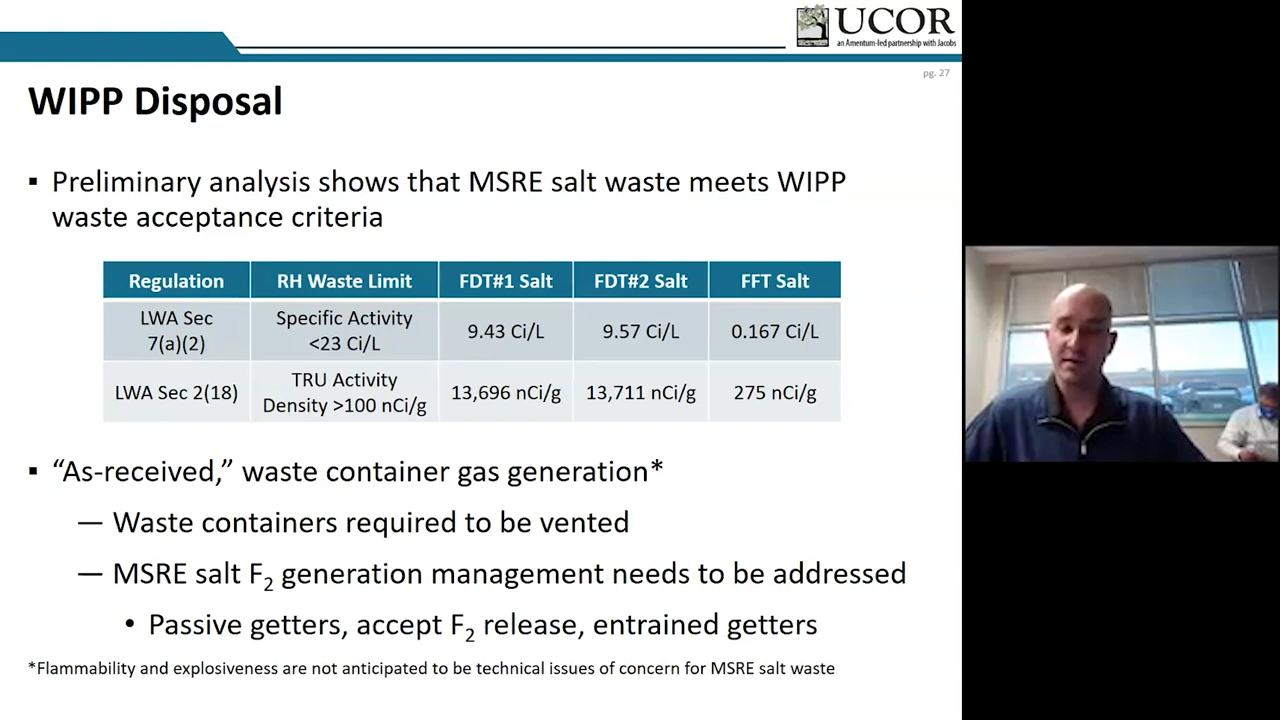 UCOR
an Amentum-led partnership with Jacobs
pg. 27
WIPP Disposal
▪ Preliminary analysis shows that MSRE salt waste meets WIPP
waste acceptance criteria
Regulation RH Waste Limit FDT#1 Salt FDT#2 Salt FFT Salt
LWA Sec 7(a)(2) Specific Activity <23 Ci/L 9.43 Ci/L 9.57 Ci/L 0.167 Ci/L
LWA Sec 2(18) TRU Activity Density >100 nCi/g 13,696 nCi/g 13,711 nCi/g 275 nCi/g
▪ “As-received,” waste container gas generation*
— Waste containers required to be vented
— MSRE salt F₂ generation management needs to be addressed
• Passive getters, accept F₂ release, entrained getters
*Flammability and explosiveness are not anticipated to be technical issues of concern for MSRE salt waste